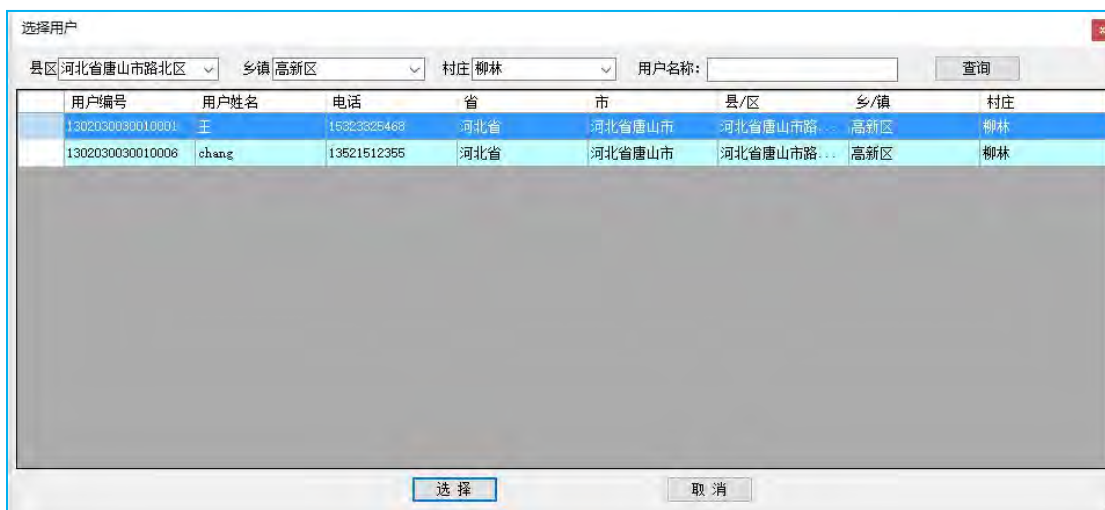 选择用户
县区 河北省唐山市路北区 乡镇 高新区 村庄 柳林 用户名称: 查询
用户编号 用户姓名 电话 省 市 县/区 乡/镇 村庄
1302030030010001 王 15323325468 河北省 河北省唐山市 河北省唐山市路... 高新区 柳林
1302030030010006 chang 13521512355 河北省 河北省唐山市 河北省唐山市路... 高新区 柳林
选择 取消